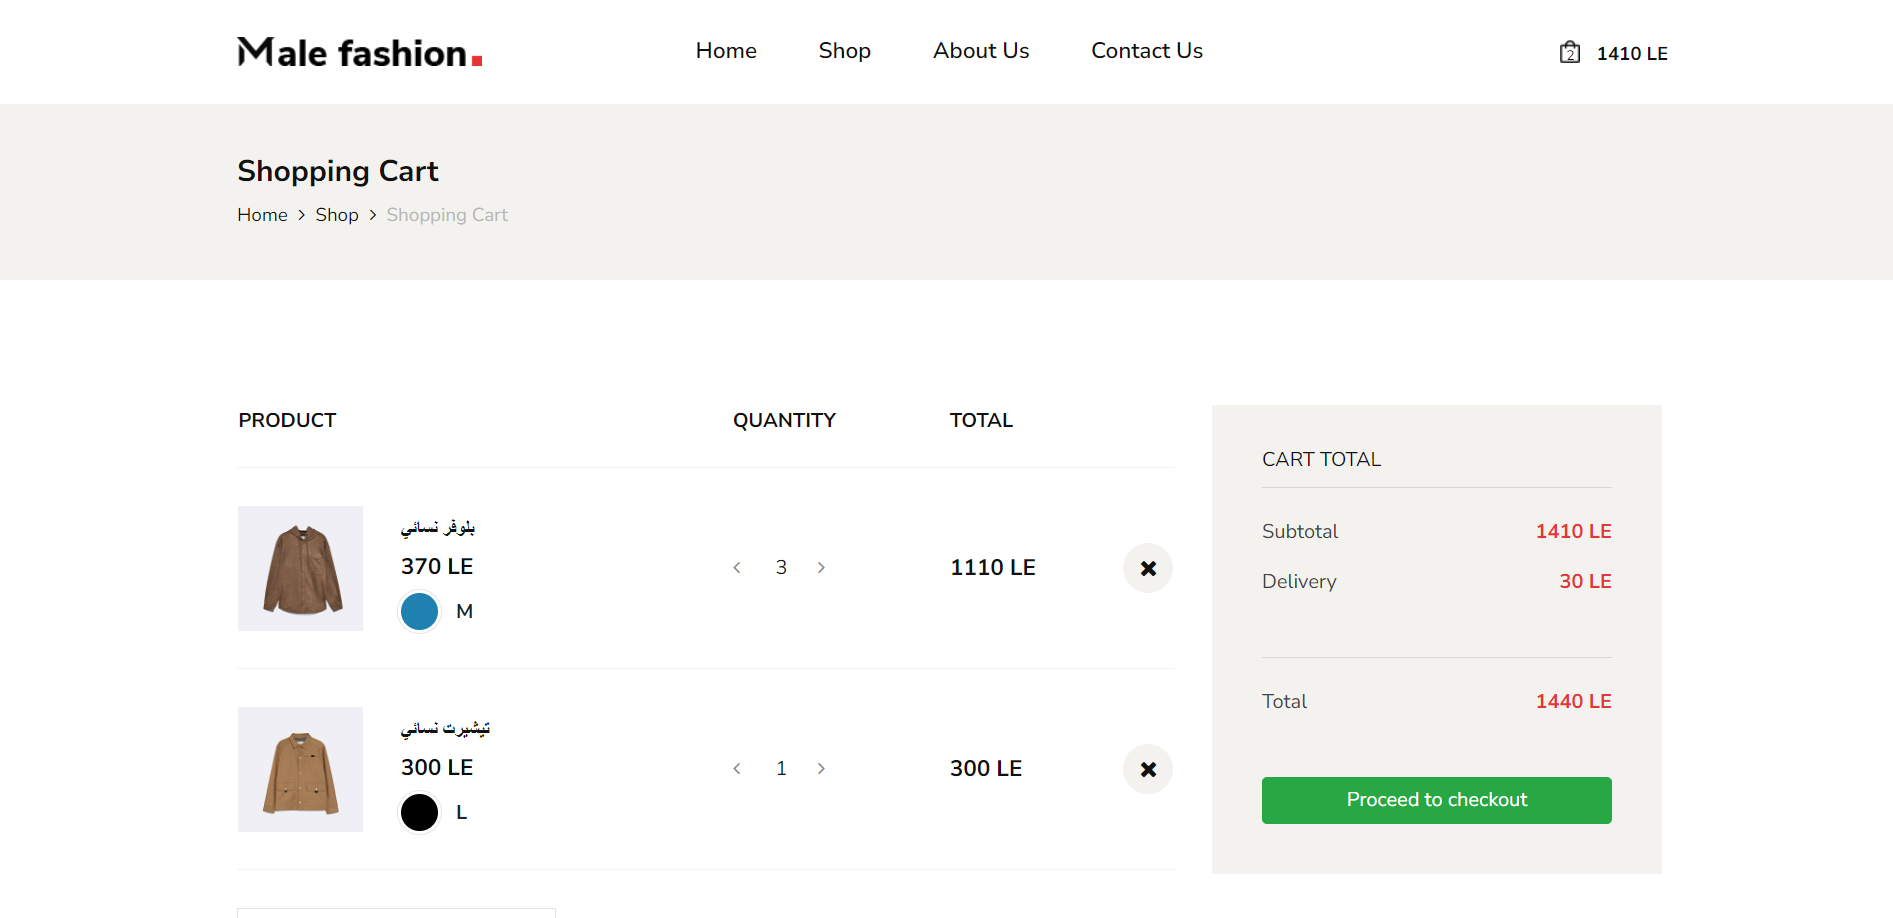 Male fashion.
Home Shop About Us Contact Us
2 1410 LE
Shopping Cart
Home > Shop > Shopping Cart
PRODUCT QUANTITY TOTAL
بلوفر نسائي
370 LE
M
< 3 >
1110 LE
✖
تيشيرت نسائي
300 LE
L
< 1 >
300 LE
✖
CART TOTAL
Subtotal 1410 LE
Delivery 30 LE
Total 1440 LE
Proceed to checkout